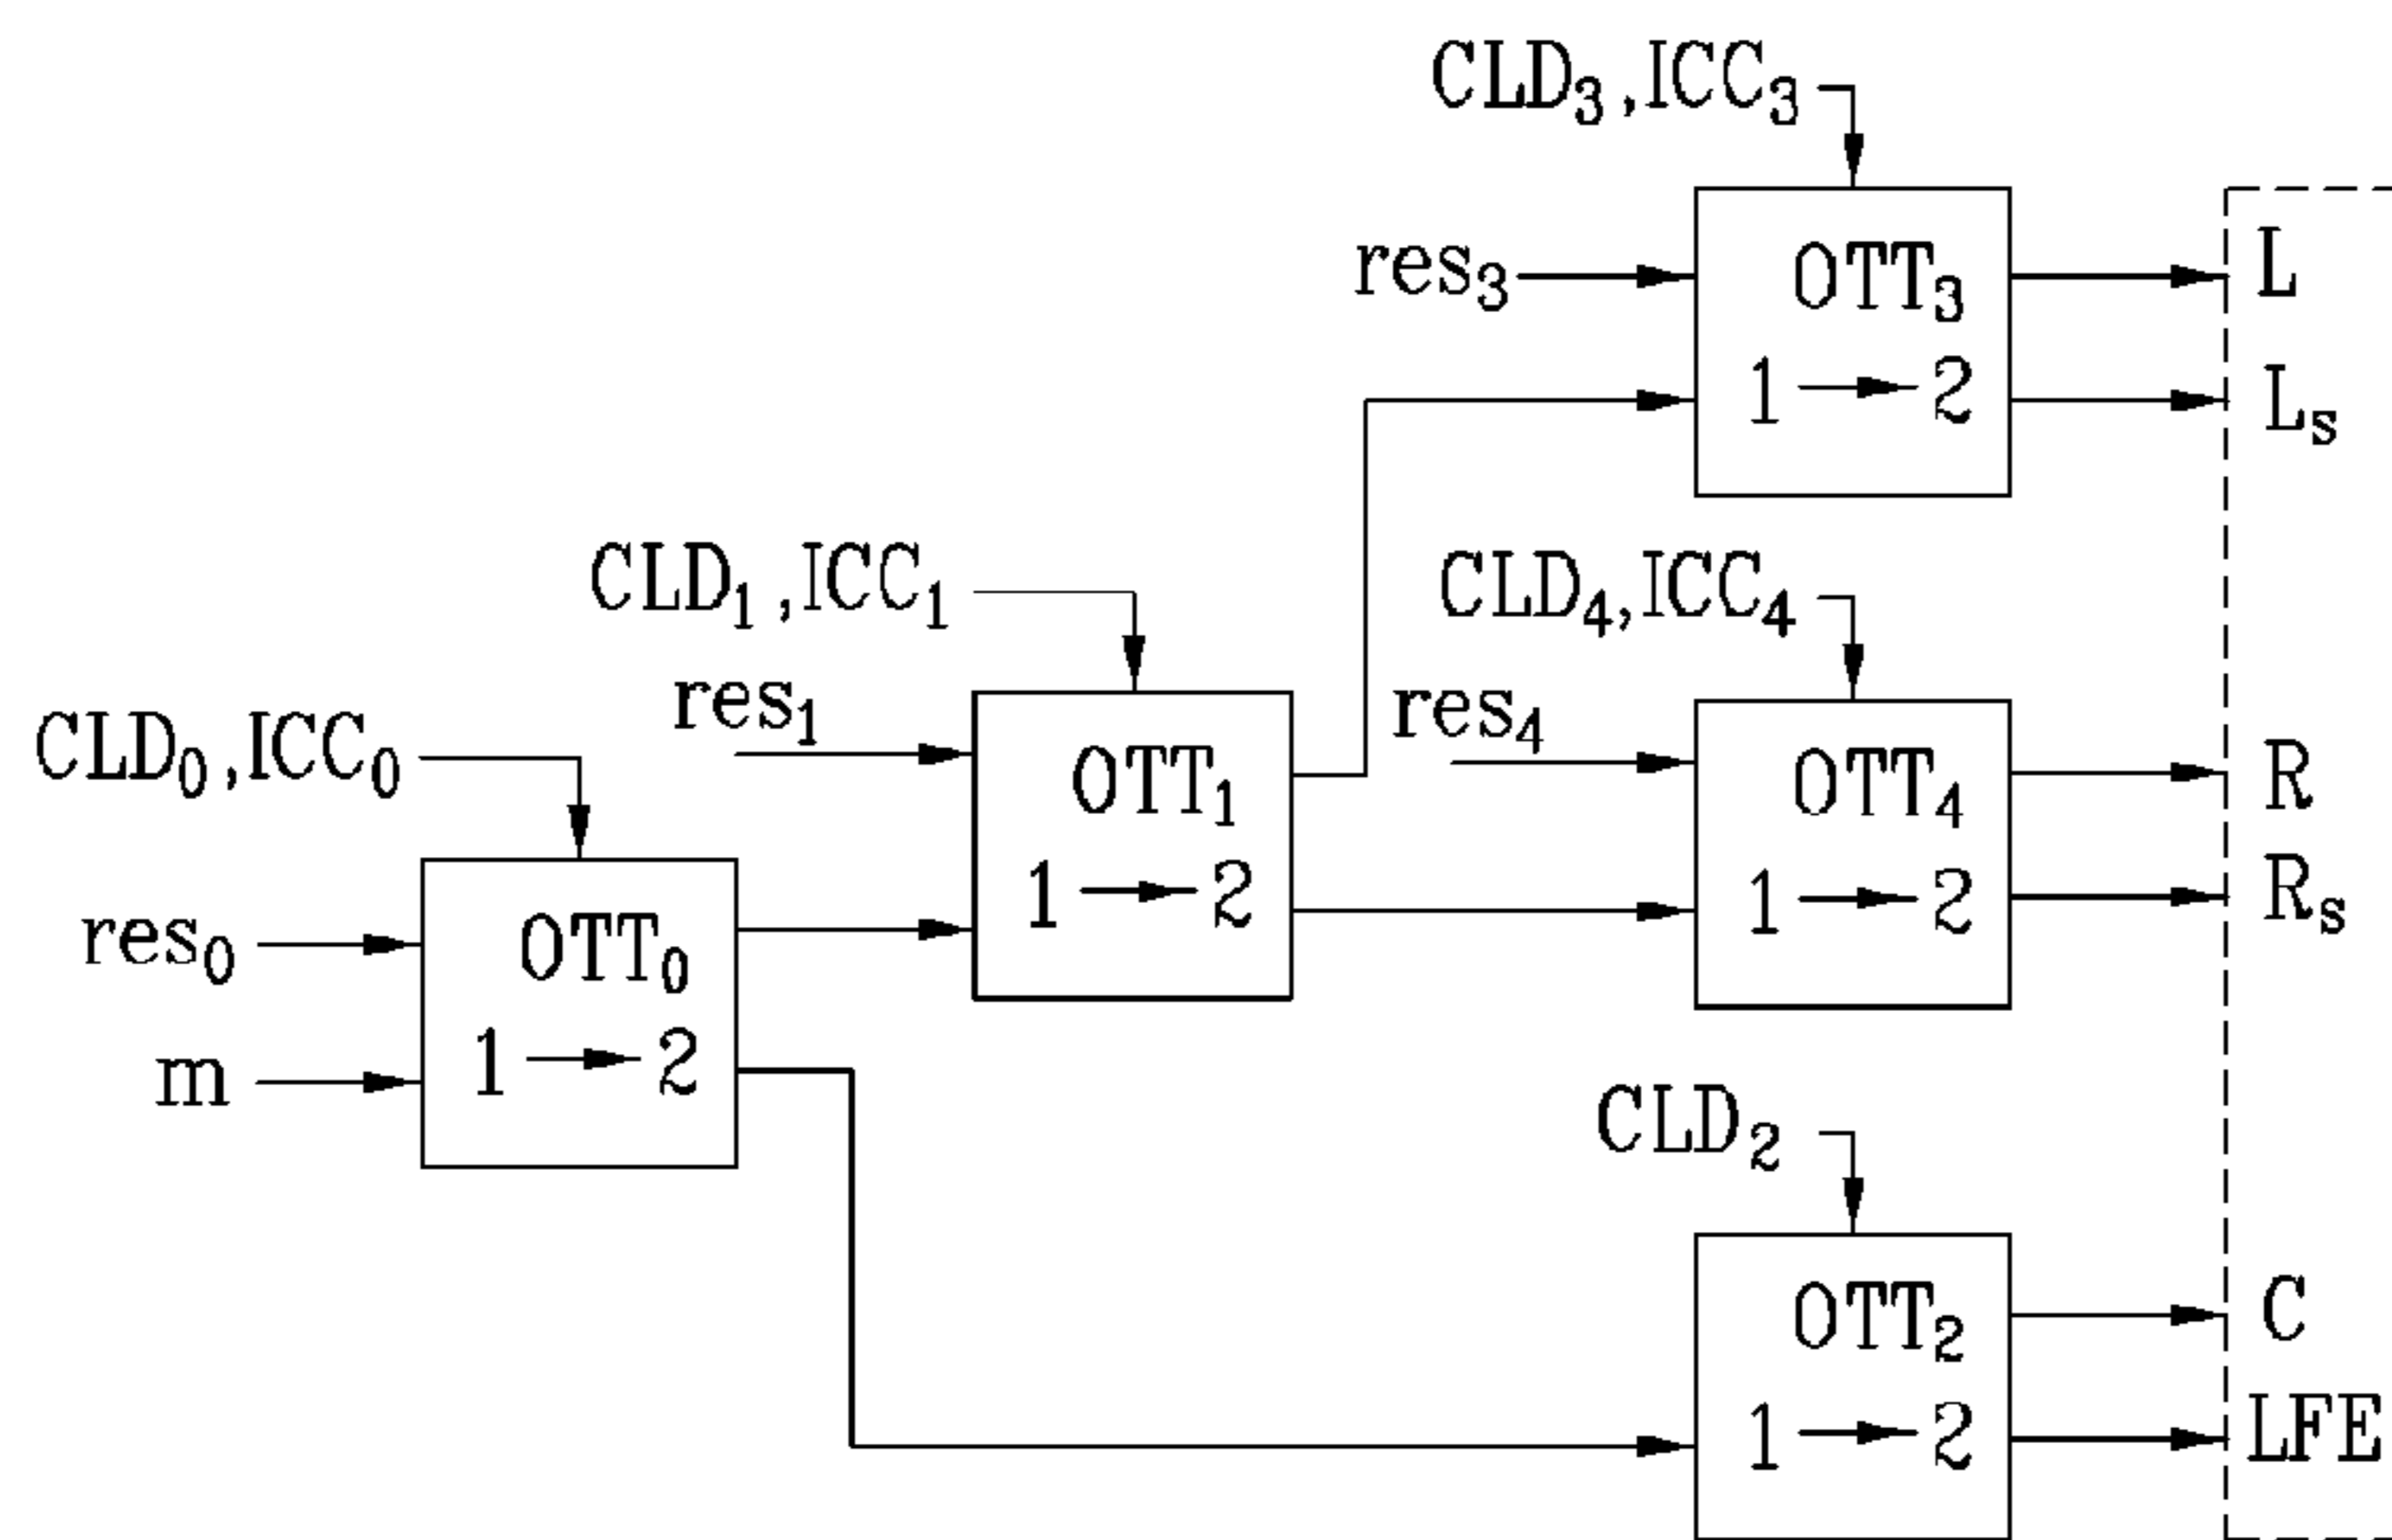 CLD₃,ICC₃
res₃
OTT₃
1 → 2
L
Lₛ
CLD₁,ICC₁
CLD₄,ICC₄
res₁
res₄
CLD₀,ICC₀
OTT₁
1 → 2
OTT₄
1 → 2
R
Rₛ
res₀
OTT₀
m
1 → 2
CLD₂
OTT₂
1 → 2
C
LFE